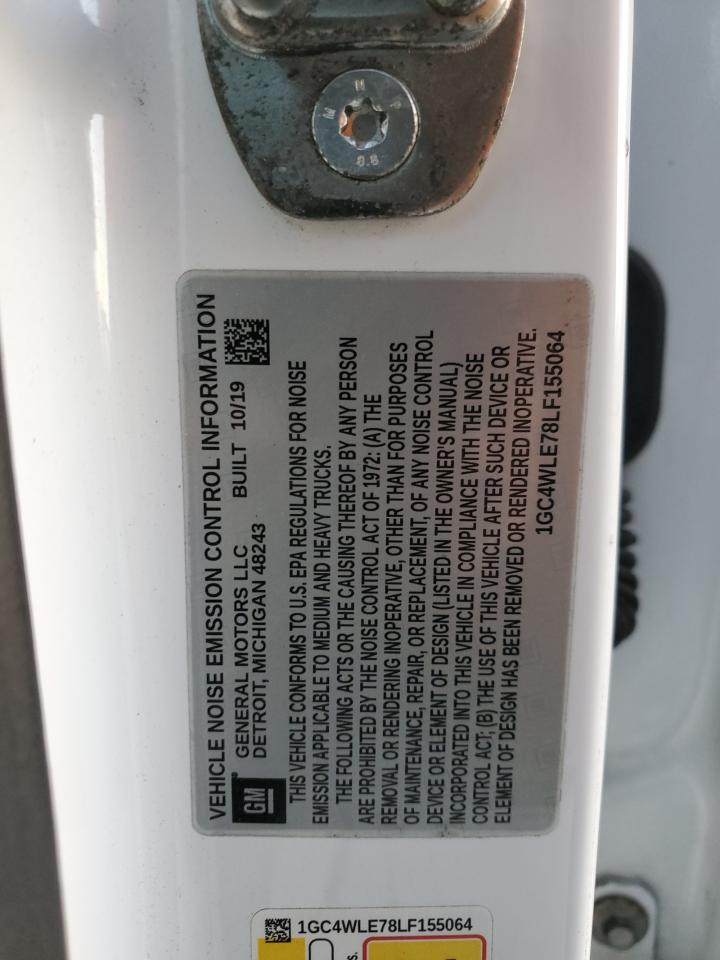 8.8
VEHICLE NOISE EMISSION CONTROL INFORMATION
GM
GENERAL MOTORS LLC
DETROIT, MICHIGAN 48243
BUILT 10/19
THIS VEHICLE CONFORMS TO U.S. EPA REGULATIONS FOR NOISE
EMISSION APPLICABLE TO MEDIUM AND HEAVY TRUCKS.
THE FOLLOWING ACTS OR THE CAUSING THEREOF BY ANY PERSON
ARE PROHIBITED BY THE NOISE CONTROL ACT OF 1972: (A) THE
REMOVAL OR RENDERING INOPERATIVE, OTHER THAN FOR PURPOSES
OF MAINTENANCE, REPAIR, OR REPLACEMENT, OF ANY NOISE CONTROL
DEVICE OR ELEMENT OF DESIGN (LISTED IN THE OWNER'S MANUAL)
INCORPORATED INTO THIS VEHICLE IN COMPLIANCE WITH THE NOISE
CONTROL ACT; (B) THE USE OF THIS VEHICLE AFTER SUCH DEVICE OR
ELEMENT OF DESIGN HAS BEEN REMOVED OR RENDERED INOPERATIVE.
1GC4WLE78LF155064
1GC4WLE78LF155064